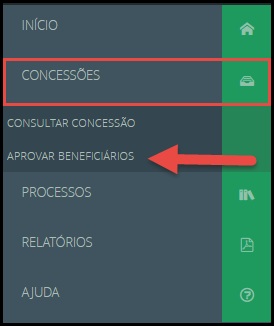 INÍCIO
CONCESSÕES
CONSULTAR CONCESSÃO
APROVAR BENEFICIÁRIOS
PROCESSOS
RELATÓRIOS
AJUDA